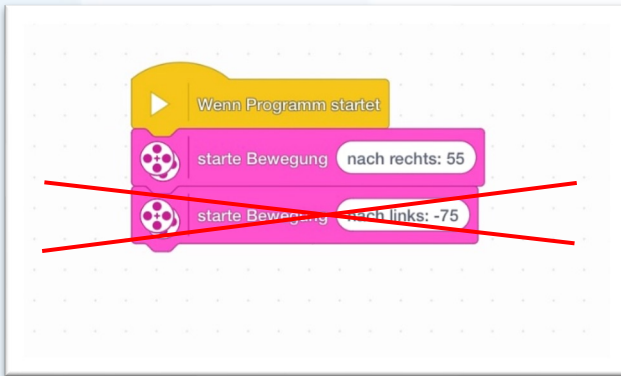 Wenn Programm startet
starte Bewegung nach rechts: 55
starte Bewegung nach links: -75